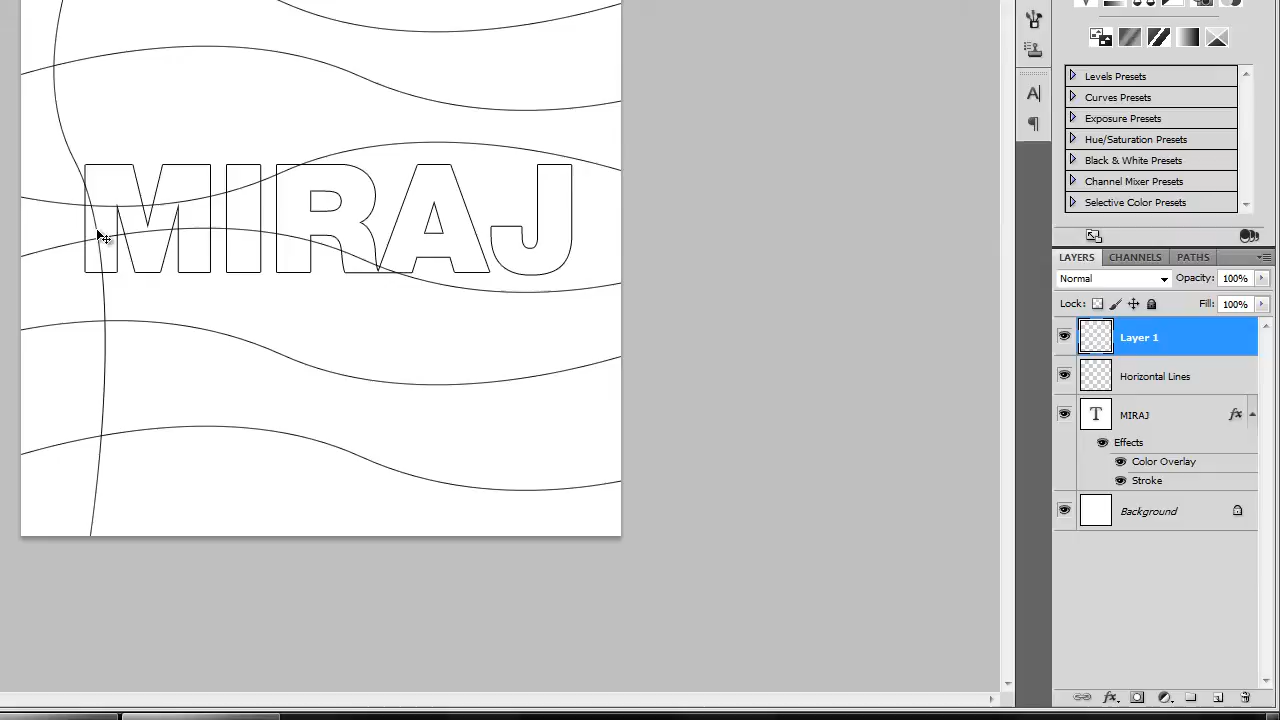 Levels Presets
Curves Presets
Exposure Presets
Hue/Saturation Presets
Black & White Presets
Channel Mixer Presets
Selective Color Presets
MIRAJ
LAYERS CHANNELS PATHS
Normal Opacity: 100%
Lock: Fill: 100%
Layer 1
Horizontal Lines
T MIRAJ fx
Effects
Color Overlay
Stroke
Background
fx
A